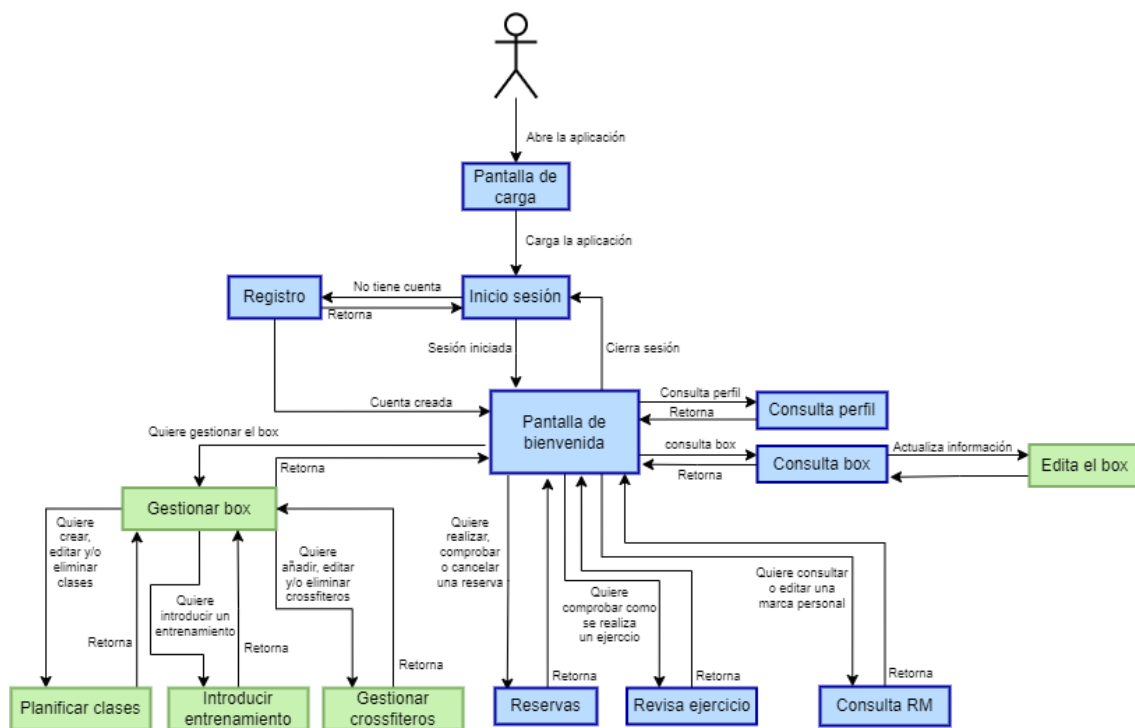 Abre la aplicación
Pantalla de
carga
Carga la aplicación
Registro
No tiene cuenta
Retorna
Inicio sesión
Sesión iniciada
Cierra sesión
Cuenta creada
Pantalla de
bienvenida
Consulta perfil
Retorna
Consulta perfil
consulta box
Retorna
Consulta box
Actualiza información
Edita el box
Quiere gestionar el box
Retorna
Gestionar box
Quiere
crear,
editar y/o
eliminar
clases
Retorna
Quiere
introducir un
entrenamiento
Retorna
Quiere
añadir, editar
y/o eliminar
crossfiteros
Retorna
Quiere
realizar,
comprobar
o cancelar
una reserva
Retorna
Quiere
comprobar como
se realiza
un ejerccio
Retorna
Quiere consultar
o editar una
marca personal
Retorna
Planificar clases
Introducir
entrenamiento
Gestionar
crossfiteros
Reservas
Revisa ejercicio
Consulta RM